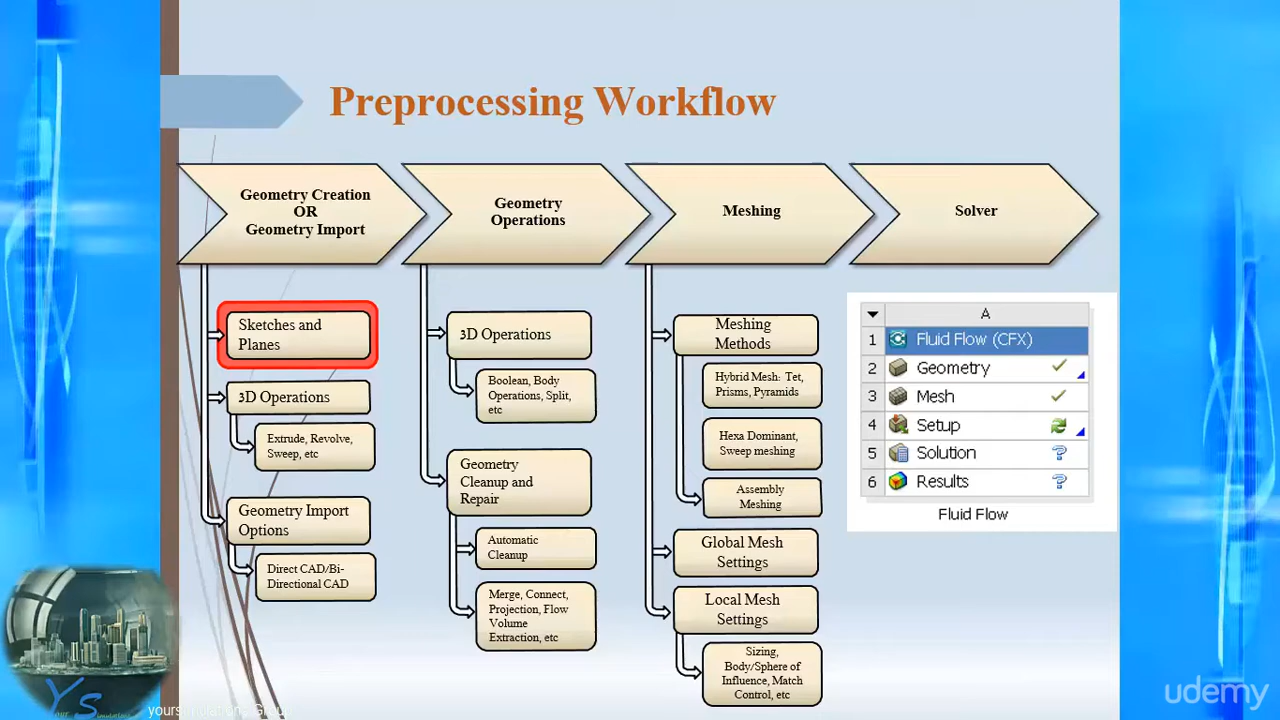 Preprocessing Workflow
Geometry Creation
OR
Geometry Import
Geometry
Operations
Meshing
Solver
Sketches and
Planes
3D Operations
Extrude, Revolve,
Sweep, etc
Geometry Import
Options
Direct CAD/Bi-
Directional CAD
3D Operations
Boolean, Body
Operations, Split,
etc
Geometry
Cleanup and
Repair
Automatic
Cleanup
Merge, Connect,
Projection, Flow
Volume
Extraction, etc
Meshing
Methods
Hybrid Mesh: Tet,
Prisms, Pyramids
Hexa Dominant,
Sweep meshing
Assembly
Meshing
Global Mesh
Settings
Local Mesh
Settings
Sizing,
Body/Sphere of
Influence, Match
Control, etc
A
1 Fluid Flow (CFX)
2 Geometry
3 Mesh
4 Setup
5 Solution ?
6 Results ?
Fluid Flow
udemy